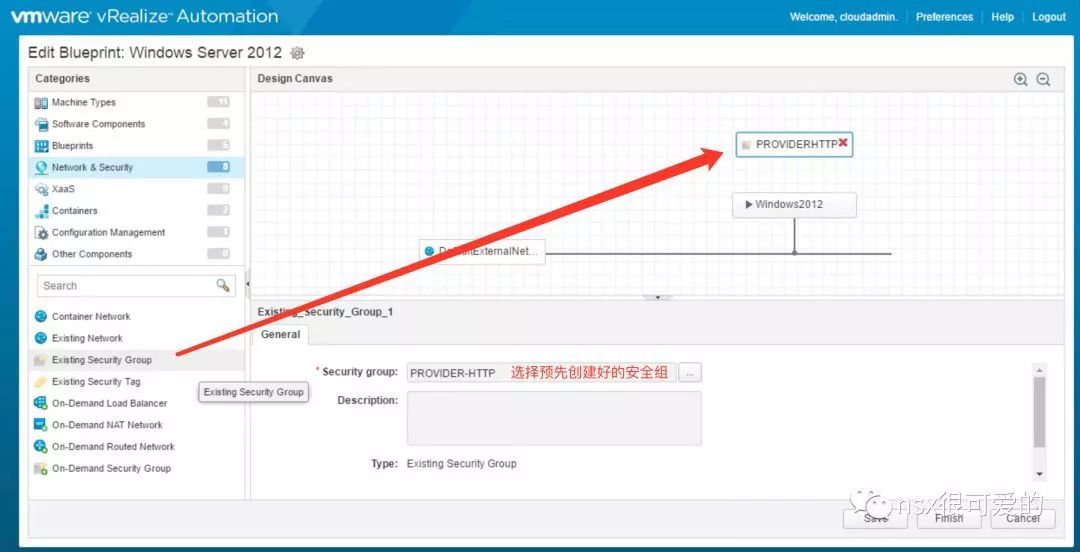 vmware vRealize™ Automation
Welcome, cloudadmin. Preferences Help Logout
Edit Blueprint: Windows Server 2012
Categories
Machine Types 11
Software Components 4
Blueprints 5
Network & Security 8
XaaS 9
Containers
Configuration Management
Other Components 0
Search
Container Network
Existing Network
Existing Security Group
Existing Security Tag
On-Demand Load Balancer
On-Demand NAT Network
On-Demand Routed Network
On-Demand Security Group
Existing Security Group
Design Canvas
PROVIDERHTTP
Windows2012
DefaultExternalNet...
Existing_Security_Group_1
General
* Security group: PROVIDER-HTTP 选择预先创建好的安全组 ...
Description:
Type: Existing Security Group
nsx很可爱的
Save Finish Cancel